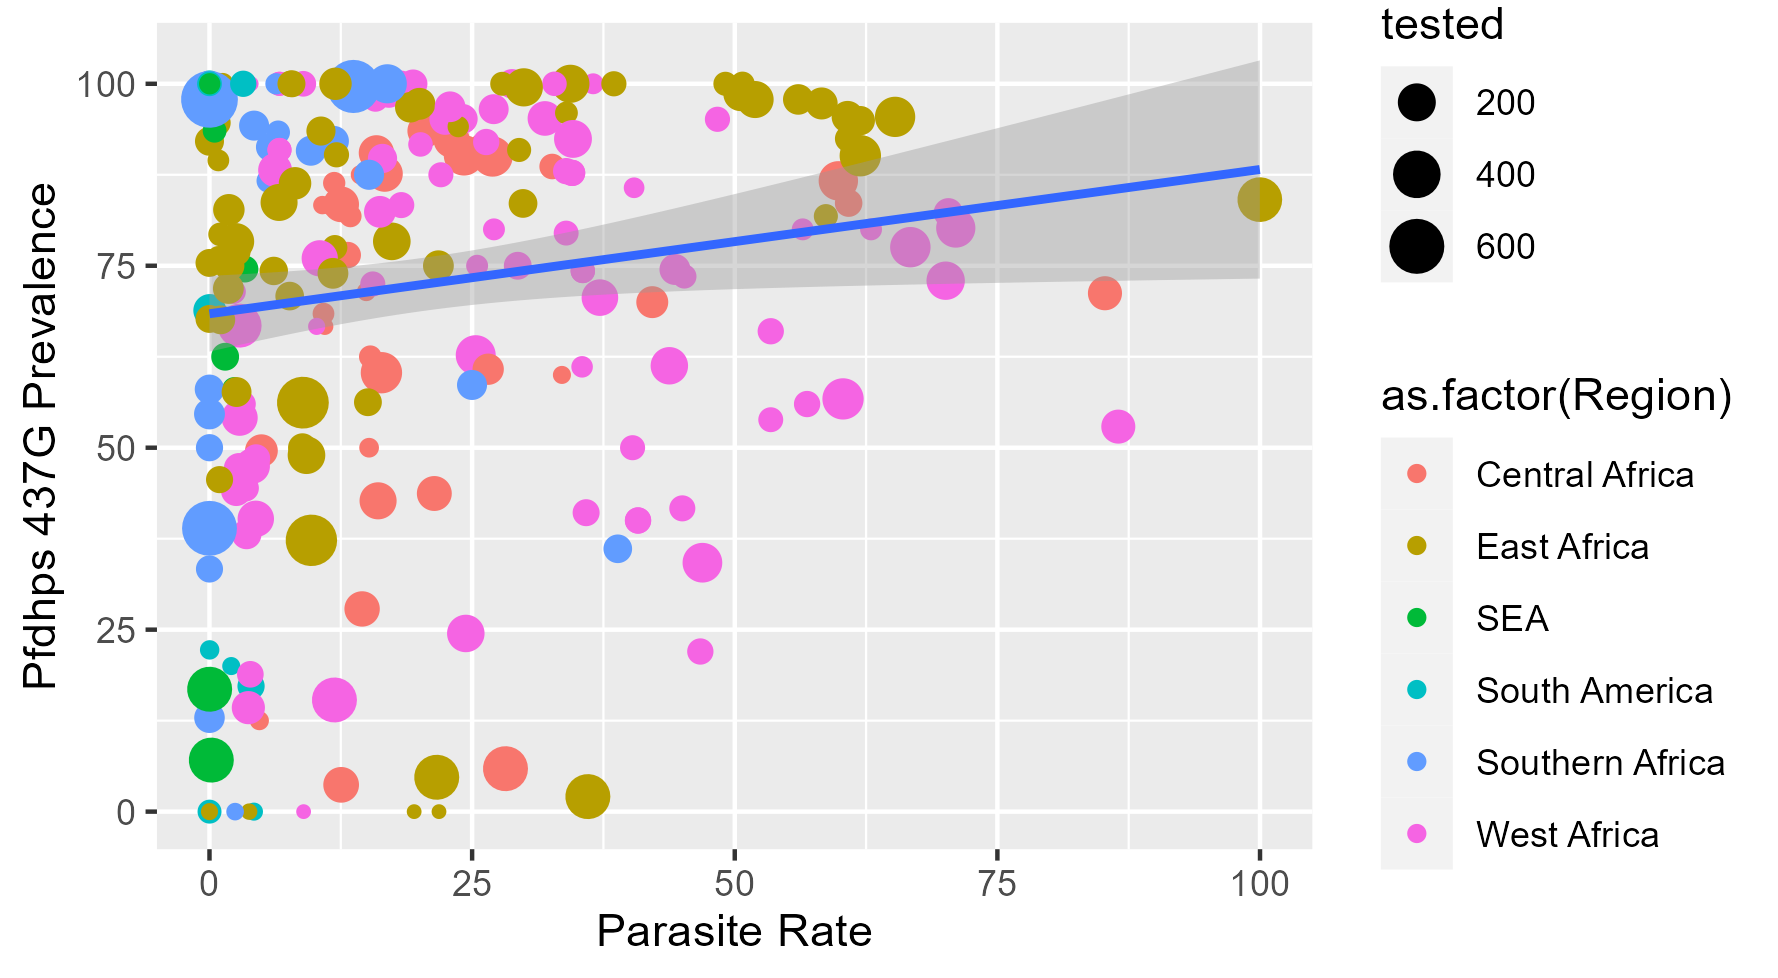 tested
200
400
600
as.factor(Region)
Central Africa
East Africa
SEA
South America
Southern Africa
West Africa
Pfdhps 437G Prevalence
100
75
50
25
0
0 25 50 75 100
Parasite Rate